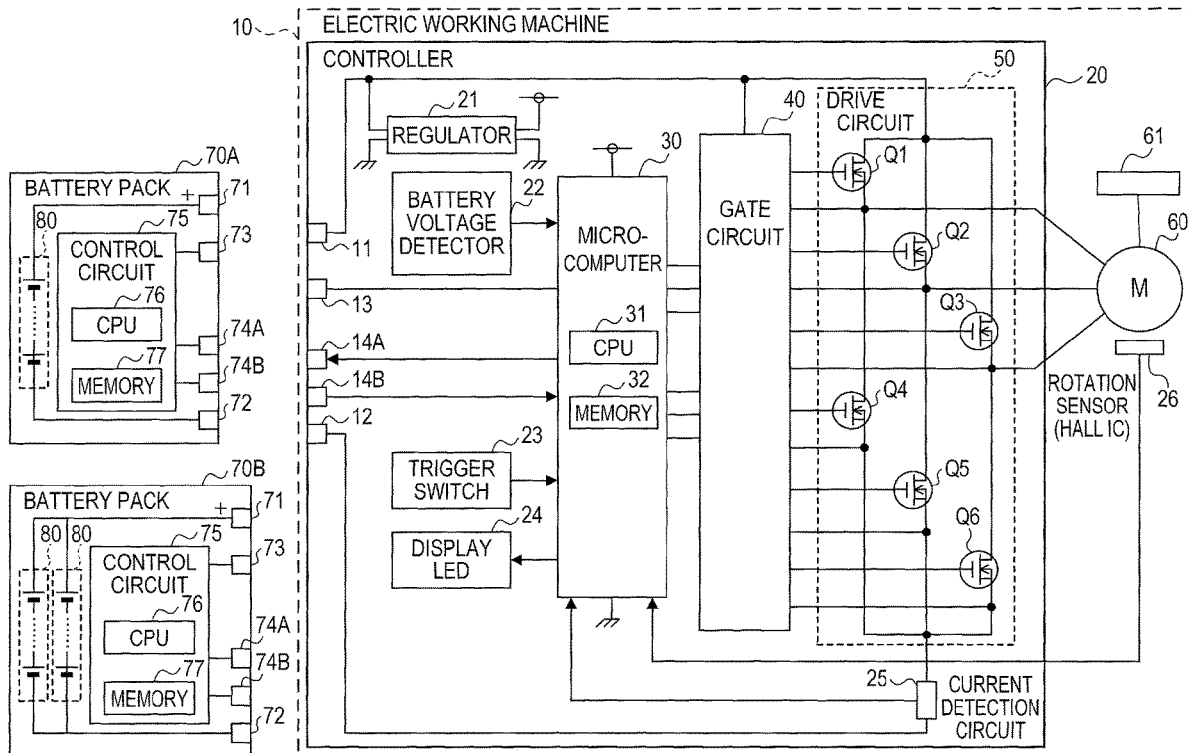 10
ELECTRIC WORKING MACHINE
CONTROLLER
20
21
REGULATOR
22
BATTERY
VOLTAGE
DETECTOR
30
MICRO-
COMPUTER
31
CPU
32
MEMORY
40
GATE
CIRCUIT
50
DRIVE
CIRCUIT
Q1
Q2
Q3
Q4
Q5
Q6
61
60
M
26
ROTATION
SENSOR
(HALL IC)
11
13
14A
14B
12
23
TRIGGER
SWITCH
24
DISPLAY
LED
25
CURRENT
DETECTION
CIRCUIT
70A
BATTERY PACK
+
71
80
75
73
CONTROL
CIRCUIT
76
CPU
77
MEMORY
74A
74B
72
70B
BATTERY PACK
+
71
80
80
75
73
CONTROL
CIRCUIT
76
CPU
77
MEMORY
74A
74B
72